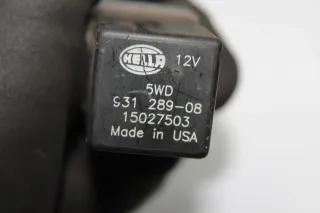 HELLA 12V
5WD
931 289-08
15027503
Made in USA